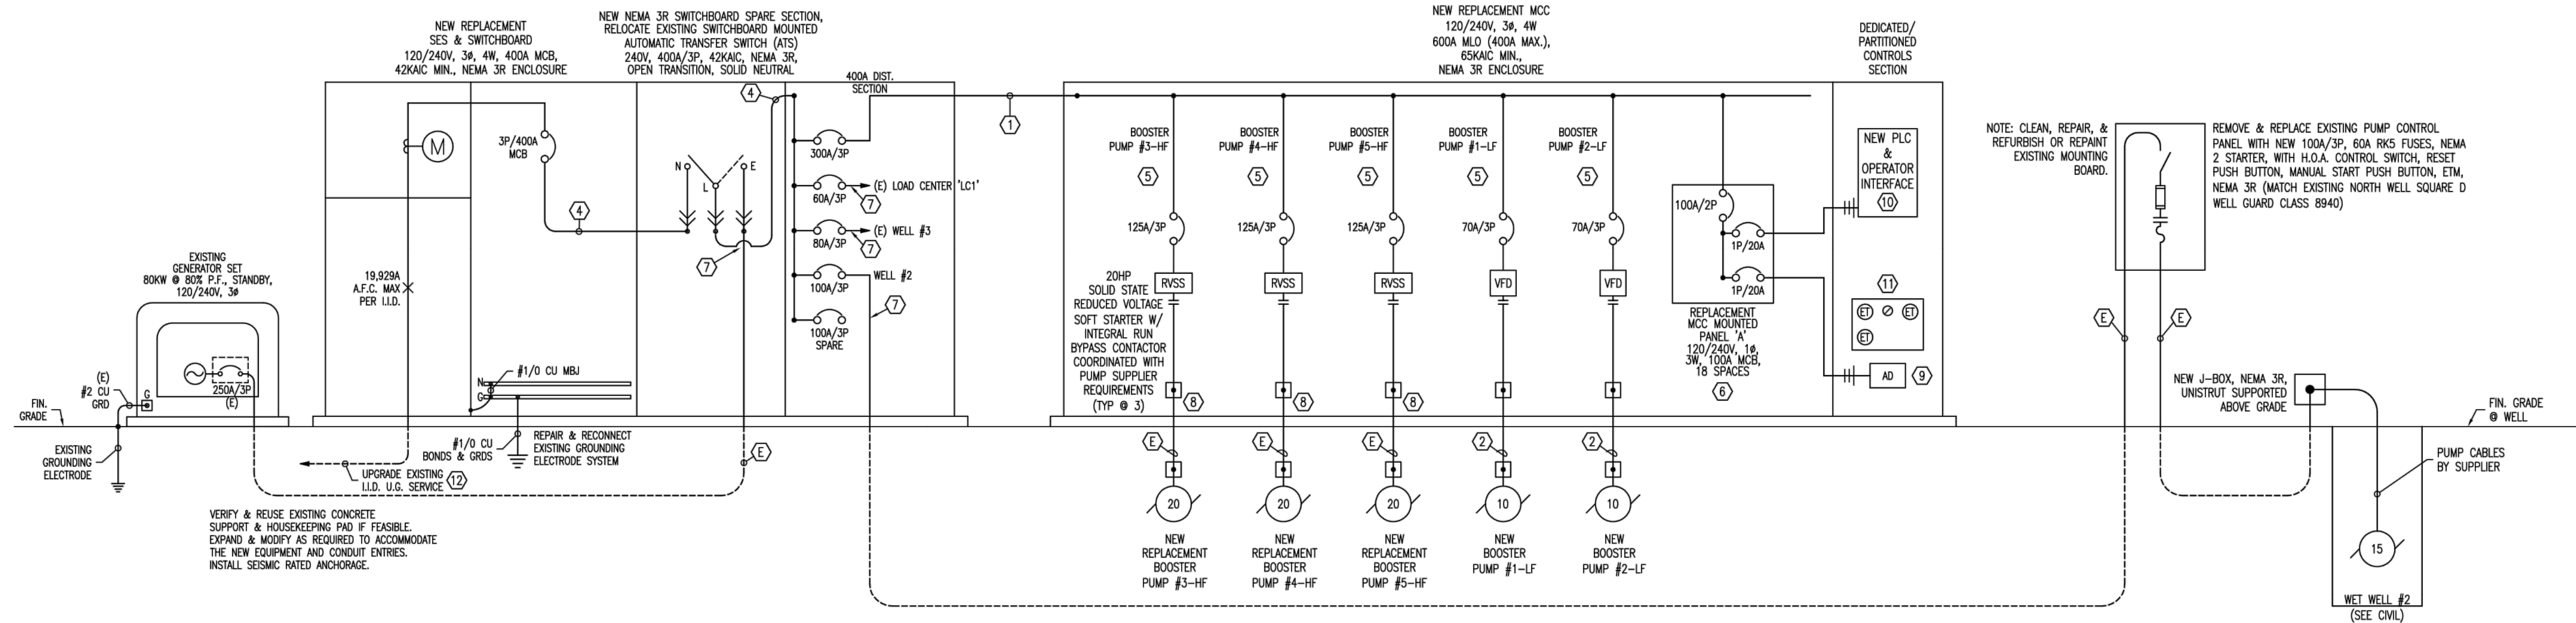 NEW REPLACEMENT
SES & SWITCHBOARD
120/240V, 3ø, 4W, 400A MCB,
42KAIC MIN., NEMA 3R ENCLOSURE
NEW NEMA 3R SWITCHBOARD SPARE SECTION,
RELOCATE EXISTING SWITCHBOARD MOUNTED
AUTOMATIC TRANSFER SWITCH (ATS)
240V, 400A/3P, 42KAIC, NEMA 3R,
OPEN TRANSITION, SOLID NEUTRAL
400A DIST.
SECTION
NEW REPLACEMENT MCC
120/240V, 3ø, 4W
600A MLO (400A MAX.),
65KAIC MIN.,
NEMA 3R ENCLOSURE
DEDICATED/
PARTITIONED
CONTROLS
SECTION
M
3P/400A
MCB
4
4
N
L
E
7
300A/3P
60A/3P
(E) LOAD CENTER 'LC1'
7
80A/3P
(E) WELL #3
7
100A/3P
WELL #2
7
100A/3P
SPARE
1
19,929A
A.F.C. MAX
PER I.I.D.
N
G
#1/0 CU MBJ
#1/0 CU
BONDS & GRDS
REPAIR & RECONNECT
EXISTING GROUNDING
ELECTRODE SYSTEM
UPGRADE EXISTING
I.I.D. U.G. SERVICE
12
E
EXISTING
GENERATOR SET
80KW @ 80% P.F., STANDBY,
120/240V, 3ø
250A/3P
(E)
(E)
#2 CU
GRD
G
FIN.
GRADE
EXISTING
GROUNDING
ELECTRODE
VERIFY & REUSE EXISTING CONCRETE
SUPPORT & HOUSEKEEPING PAD IF FEASIBLE.
EXPAND & MODIFY AS REQUIRED TO ACCOMMODATE
THE NEW EQUIPMENT AND CONDUIT ENTRIES.
INSTALL SEISMIC RATED ANCHORAGE.
BOOSTER
PUMP #3-HF
5
125A/3P
RVSS
20HP
SOLID STATE
REDUCED VOLTAGE
SOFT STARTER W/
INTEGRAL RUN
BYPASS CONTACTOR
COORDINATED WITH
PUMP SUPPLIER
REQUIREMENTS
(TYP @ 3)
8
E
20
NEW
REPLACEMENT
BOOSTER
PUMP #3-HF
BOOSTER
PUMP #4-HF
5
125A/3P
RVSS
8
E
20
NEW
REPLACEMENT
BOOSTER
PUMP #4-HF
BOOSTER
PUMP #5-HF
5
125A/3P
RVSS
8
E
20
NEW
REPLACEMENT
BOOSTER
PUMP #5-HF
BOOSTER
PUMP #1-LF
5
70A/3P
VFD
2
10
NEW
BOOSTER
PUMP #1-LF
BOOSTER
PUMP #2-LF
5
70A/3P
VFD
2
10
NEW
BOOSTER
PUMP #2-LF
100A/2P
1P/20A
1P/20A
REPLACEMENT
MCC MOUNTED
PANEL 'A'
120/240V, 1ø,
3W, 100A MCB,
18 SPACES
6
NEW PLC
&
OPERATOR
INTERFACE
10
11
ET
ET
ET
AD
9
NOTE: CLEAN, REPAIR, &
REFURBISH OR REPAINT
EXISTING MOUNTING
BOARD.
REMOVE & REPLACE EXISTING PUMP CONTROL
PANEL WITH NEW 100A/3P, 60A RK5 FUSES, NEMA
2 STARTER, WITH H.O.A. CONTROL SWITCH, RESET
PUSH BUTTON, MANUAL START PUSH BUTTON, ETM,
NEMA 3R (MATCH EXISTING NORTH WELL SQUARE D
WELL GUARD CLASS 8940)
E
E
NEW J-BOX, NEMA 3R,
UNISTRUT SUPPORTED
ABOVE GRADE
FIN. GRADE
@ WELL
PUMP CABLES
BY SUPPLIER
15
WET WELL #2
(SEE CIVIL)